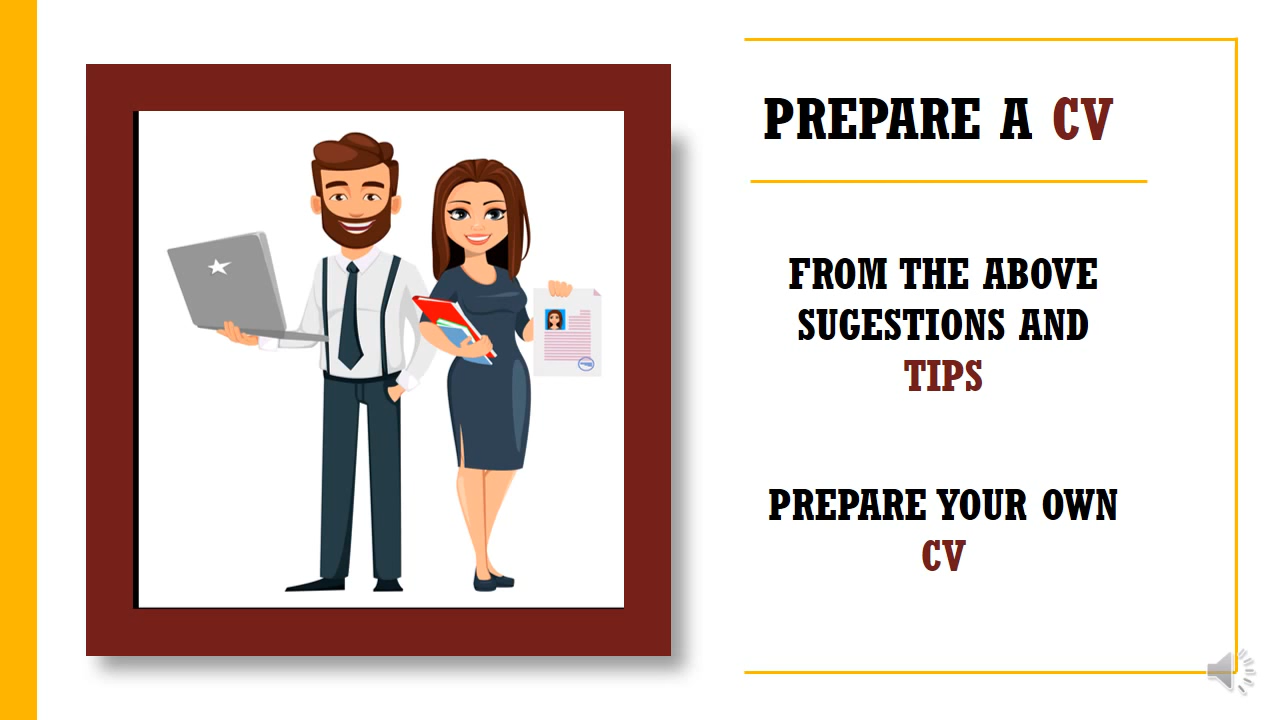 PREPARE A CV
FROM THE ABOVE
SUGESTIONS AND
TIPS
PREPARE YOUR OWN
CV